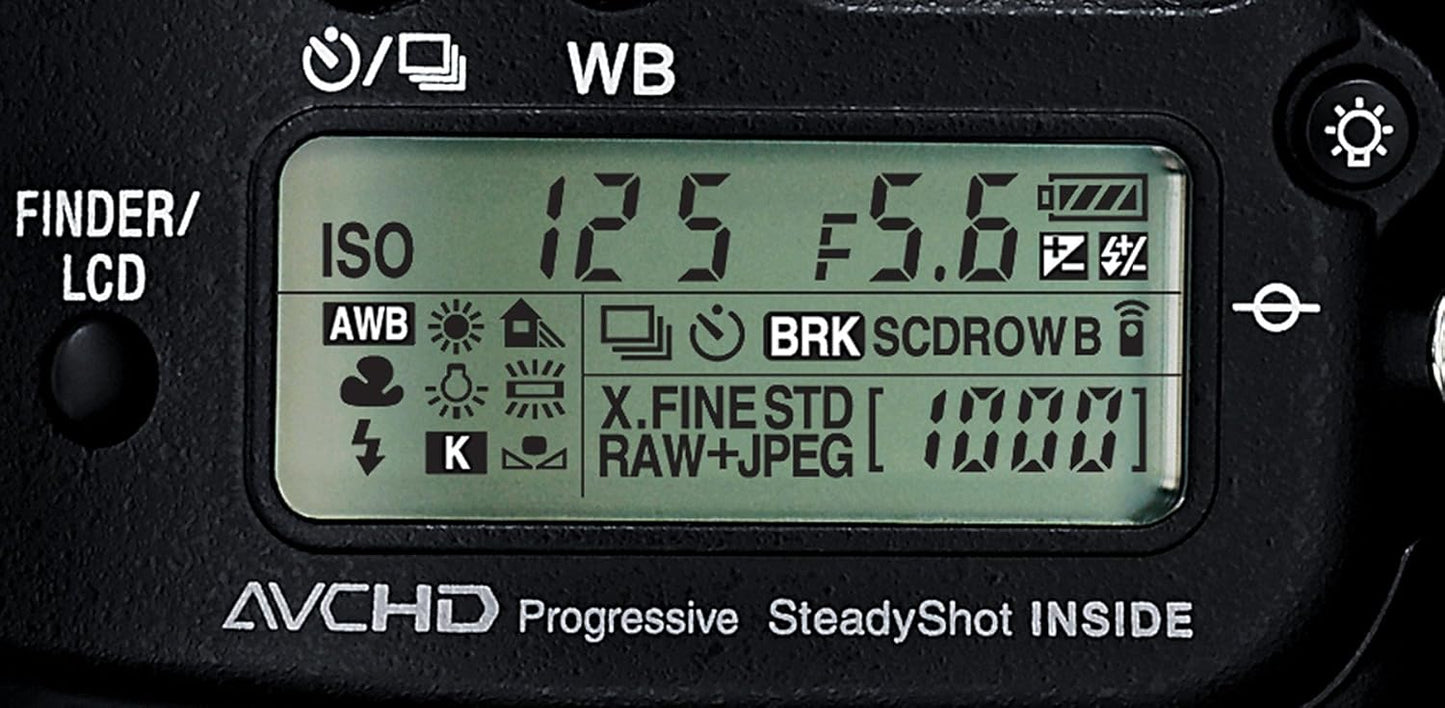 WB
FINDER/
LCD
ISO 125 F5.6
AWB
BRK SCDROWB
X.FINE STD
RAW+JPEG [1000]
K
AVCHD Progressive SteadyShot INSIDE